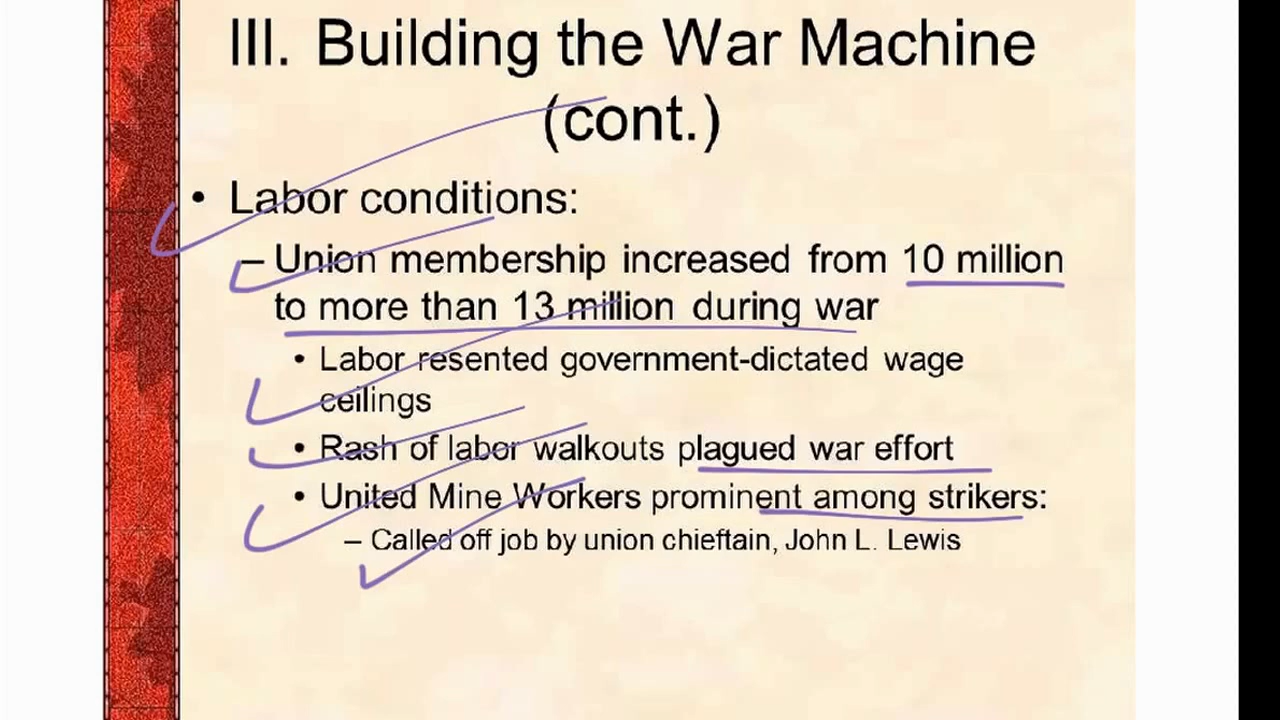 III. Building the War Machine
(cont.)
• Labor conditions:
– Union membership increased from 10 million
to more than 13 million during war
• Labor resented government-dictated wage
ceilings
• Rash of labor walkouts plagued war effort
• United Mine Workers prominent among strikers:
– Called off job by union chieftain, John L. Lewis